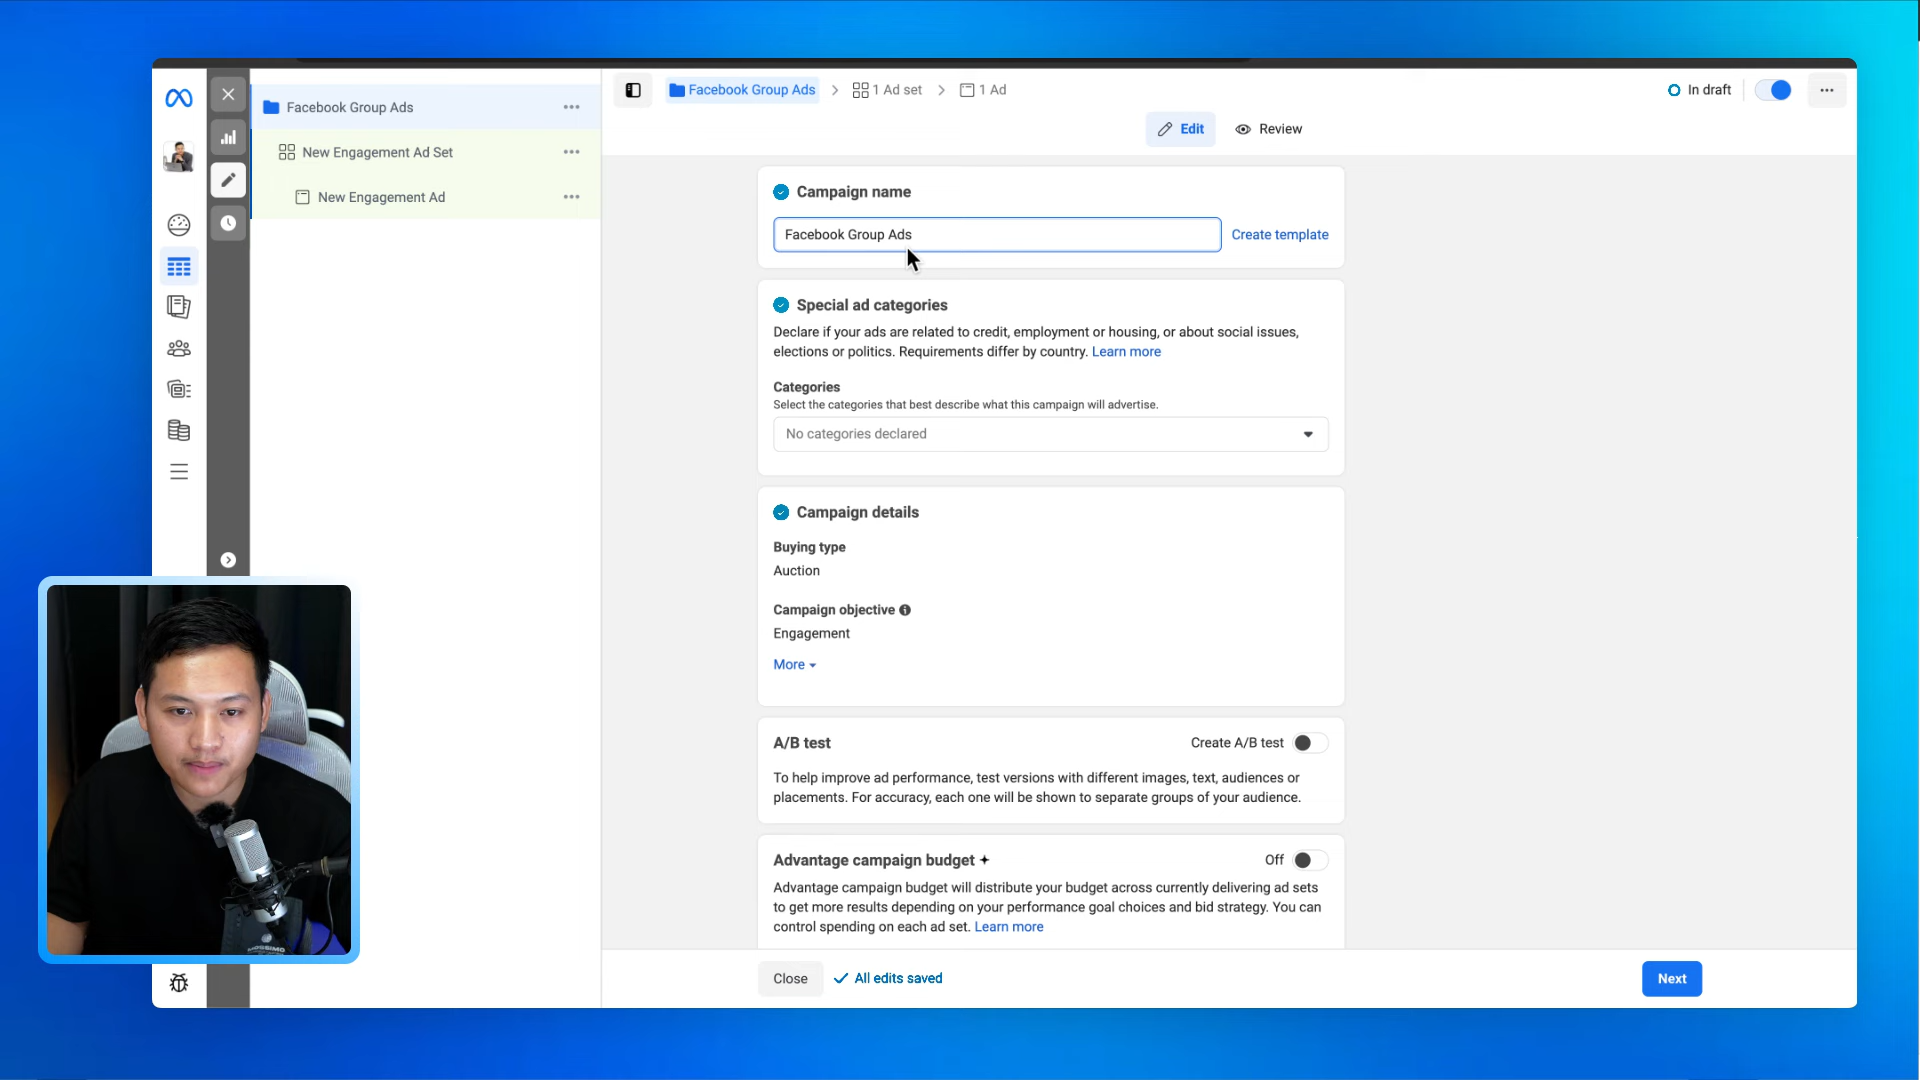 Facebook Group Ads
New Engagement Ad Set
New Engagement Ad
Facebook Group Ads
1 Ad set
1 Ad
In draft
Edit
Review
Campaign name
Facebook Group Ads
Create template
Special ad categories
Declare if your ads are related to credit, employment or housing, or about social issues,
elections or politics. Requirements differ by country. Learn more
Categories
Select the categories that best describe what this campaign will advertise.
No categories declared
Campaign details
Buying type
Auction
Campaign objective
Engagement
More
A/B test
Create A/B test
To help improve ad performance, test versions with different images, text, audiences or
placements. For accuracy, each one will be shown to separate groups of your audience.
Advantage campaign budget
Off
Advantage campaign budget will distribute your budget across currently delivering ad sets
to get more results depending on your performance goal choices and bid strategy. You can
control spending on each ad set. Learn more
Close
All edits saved
Next